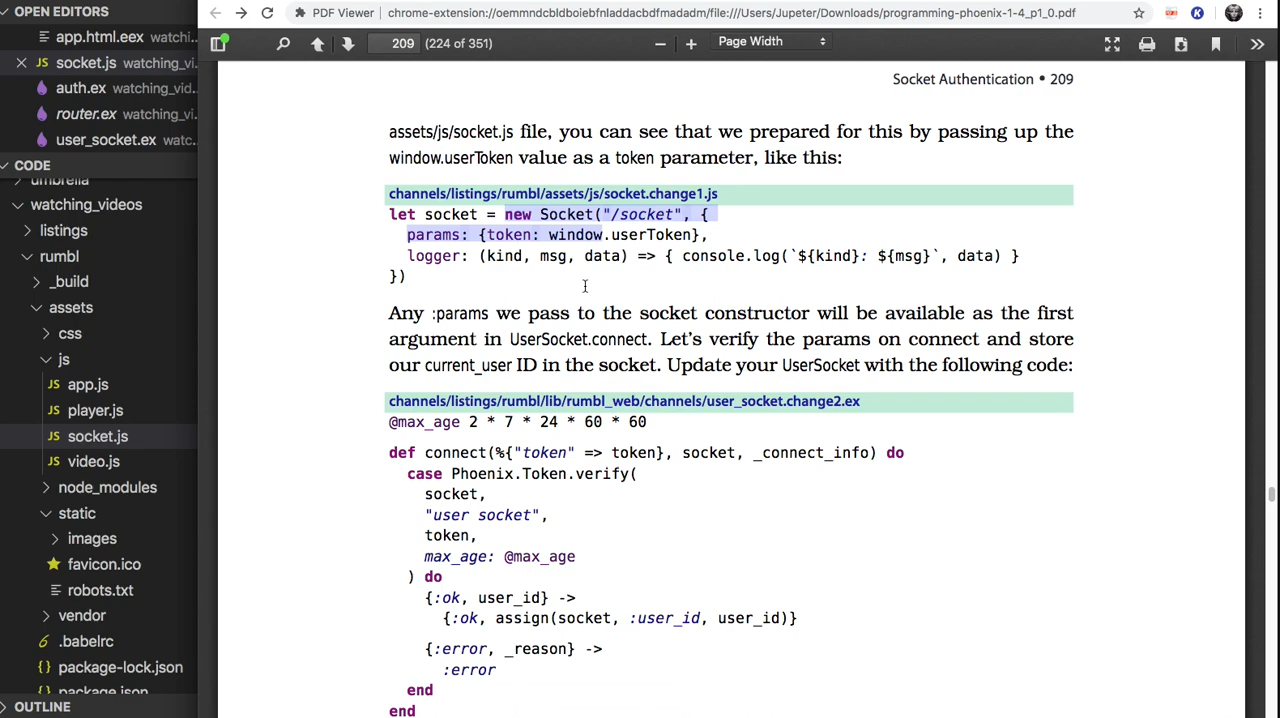 OPEN EDITORS
app.html.eex watchi...
JS socket.js watching_vi...
auth.ex watching_vid...
router.ex watching_vi...
user_socket.ex watc...
CODE
umbrella
watching_videos
listings
rumbl
_build
assets
css
js
JS app.js
JS player.js
JS socket.js
JS video.js
node_modules
static
images
favicon.ico
robots.txt
vendor
.babelrc
{} package-lock.json
{} package.json
OUTLINE
PDF Viewer chrome-extension://oemmndcbldboiebfnladdacbdfmadadm/file:///Users/Jupeter/Downloads/programming-phoenix-1-4_p1_0.pdf
209 (224 of 351) Page Width
Socket Authentication • 209
assets/js/socket.js file, you can see that we prepared for this by passing up the
window.userToken value as a token parameter, like this:
channels/listings/rumbl/assets/js/socket.change1.js
let socket = new Socket("/socket", {
params: {token: window.userToken},
logger: (kind, msg, data) => { console.log(`${kind}: ${msg}`, data) }
})
Any :params we pass to the socket constructor will be available as the first
argument in UserSocket.connect. Let's verify the params on connect and store
our current_user ID in the socket. Update your UserSocket with the following code:
channels/listings/rumbl/lib/rumbl_web/channels/user_socket.change2.ex
@max_age 2 * 7 * 24 * 60 * 60
def connect(%{"token" => token}, socket, _connect_info) do
case Phoenix.Token.verify(
socket,
"user socket",
token,
max_age: @max_age
) do
{:ok, user_id} ->
{:ok, assign(socket, :user_id, user_id)}
{:error, _reason} ->
:error
end
end